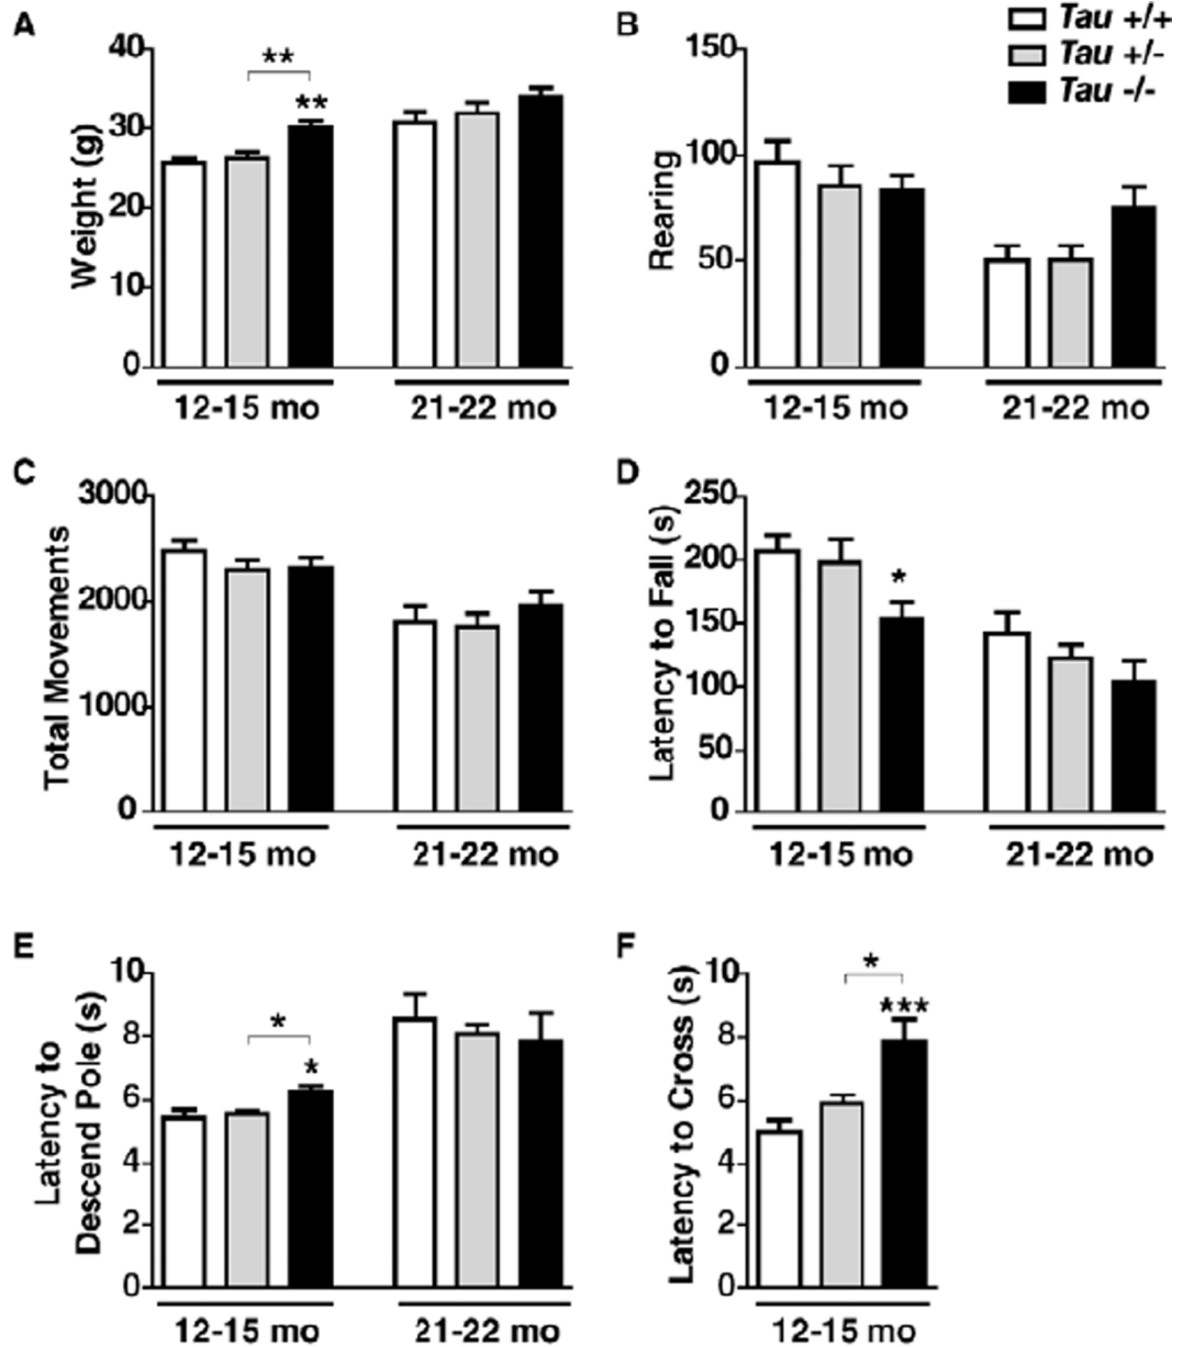 A
B
Tau +/+
Tau +/-
Tau -/-
Weight (g)
40
30
20
10
0
**
**
12-15 mo
21-22 mo
Rearing
150
100
50
0
12-15 mo
21-22 mo
C
D
Total Movements
3000
2000
1000
0
12-15 mo
21-22 mo
Latency to Fall (s)
250
200
150
100
50
0
*
12-15 mo
21-22 mo
E
F
Latency to
Descend Pole (s)
10
8
6
4
2
0
*
*
12-15 mo
21-22 mo
Latency to Cross (s)
10
8
6
4
2
0
*
***
12-15 mo